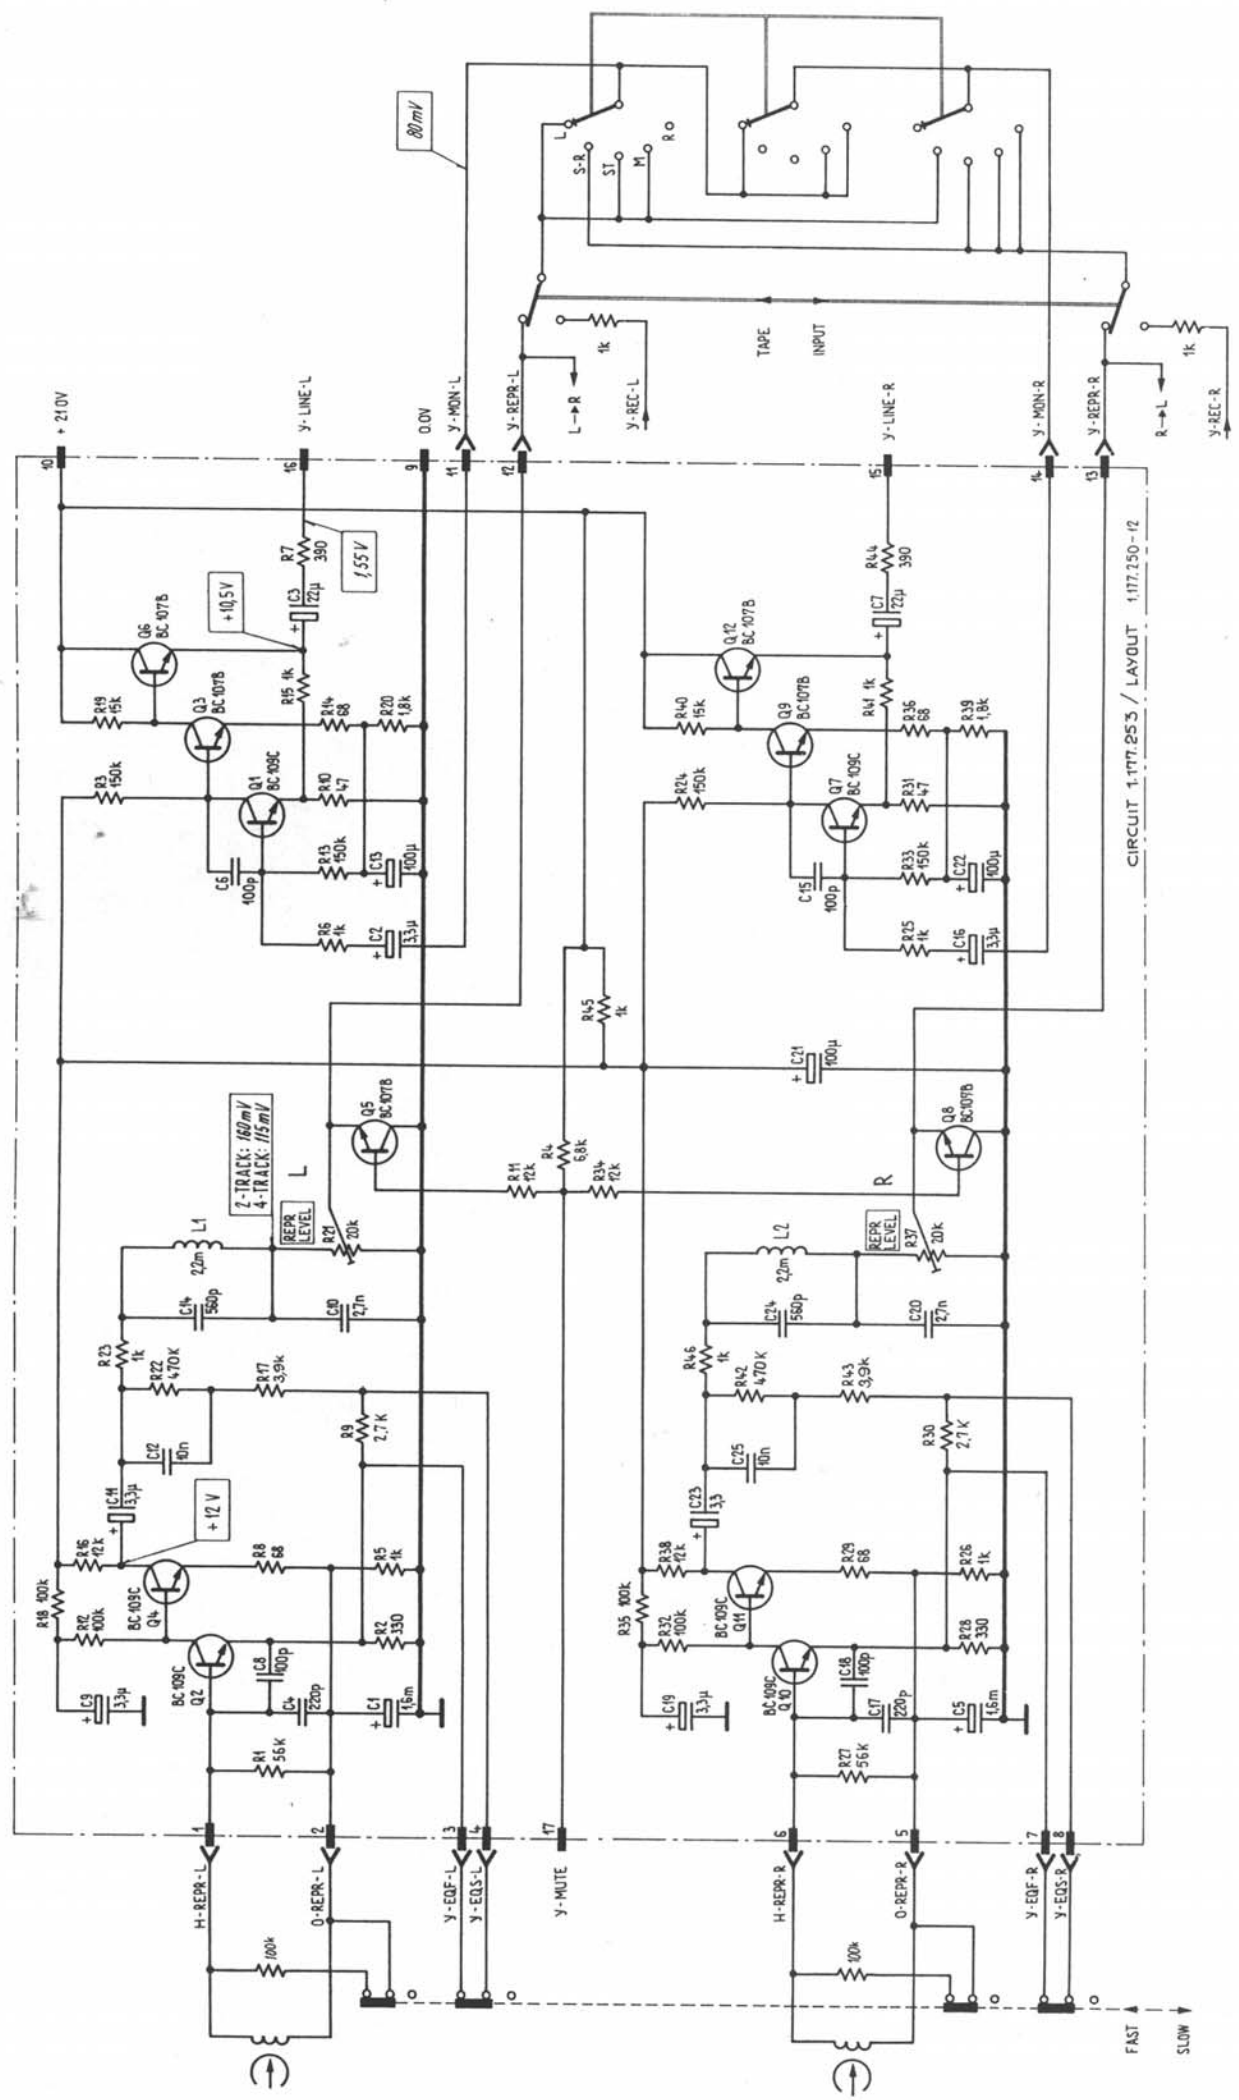 80mV
L
S-R
ST
M
R
TAPE
INPUT
1k
1k
+ 21.0V
10
Y-LINE-L
16
0.0V
9
Y-MON-L
11
Y-REPR-L
12
L→R
Y-REC-L
Y-LINE-R
15
Y-MON-R
14
Y-REPR-R
13
R→L
Y-REC-R
R7
390
C3
22µ
1,55V
+10,5V
Q6
BC107B
R19
15k
Q3
BC107B
R15 1k
R14
68
R20
1,8k
R3
150k
Q1
BC109C
R10
47
C6
100p
R13
150k
C13
100µ
R6
1k
C2
3,3µ
R44
390
C7
22µ
Q12
BC107B
R40
15k
Q9
BC107B
R41 1k
R36
68
R39
1,8k
R24
150k
Q7
BC109C
R31
47
C15
100p
R33
150k
C22
100µ
R25
1k
C16
3,3µ
CIRCUIT 1.177.253 / LAYOUT 1.177.250-12
R45
1k
C21
100µ
2-TRACK: 160mV
4-TRACK: 115mV
L
Q5
BC107B
R4
6,8k
R11
12k
R34
12k
R
Q8
BC107B
L1
2,2m
REPR
LEVEL
R21
20k
C14
560p
C10
2,7n
R23
1k
R22
470K
R17
3,9k
C12
10n
R9
2,7K
C11
3,3µ
+12 V
R16
12k
R8
68
R5
1k
R18 100k
R12
100k
BC109C
Q4
BC109C
Q2
C8
100p
R2
330
C9
3,3µ
C4
220p
C1
1,6m
R1
56K
L2
2,2m
REPR
LEVEL
R37
20k
C24
560p
C20
2,7n
R46
1k
R42
470K
R43
3,9k
C25
10n
R30
2,7K
C23
3,3
R38
12k
R29
68
R26
1k
R35 100k
R32
100k
BC109C
Q11
BC109C
Q10
C18
100p
R28
330
C19
3,3µ
C17
220p
C5
1,6m
R27
56K
1
H-REPR-L
2
0-REPR-L
3
Y-EQF-L
4
Y-EQS-L
17
Y-MUTE
6
H-REPR-R
5
0-REPR-R
7
Y-EQF-R
8
Y-EQS-R
100k
100k
FAST
SLOW